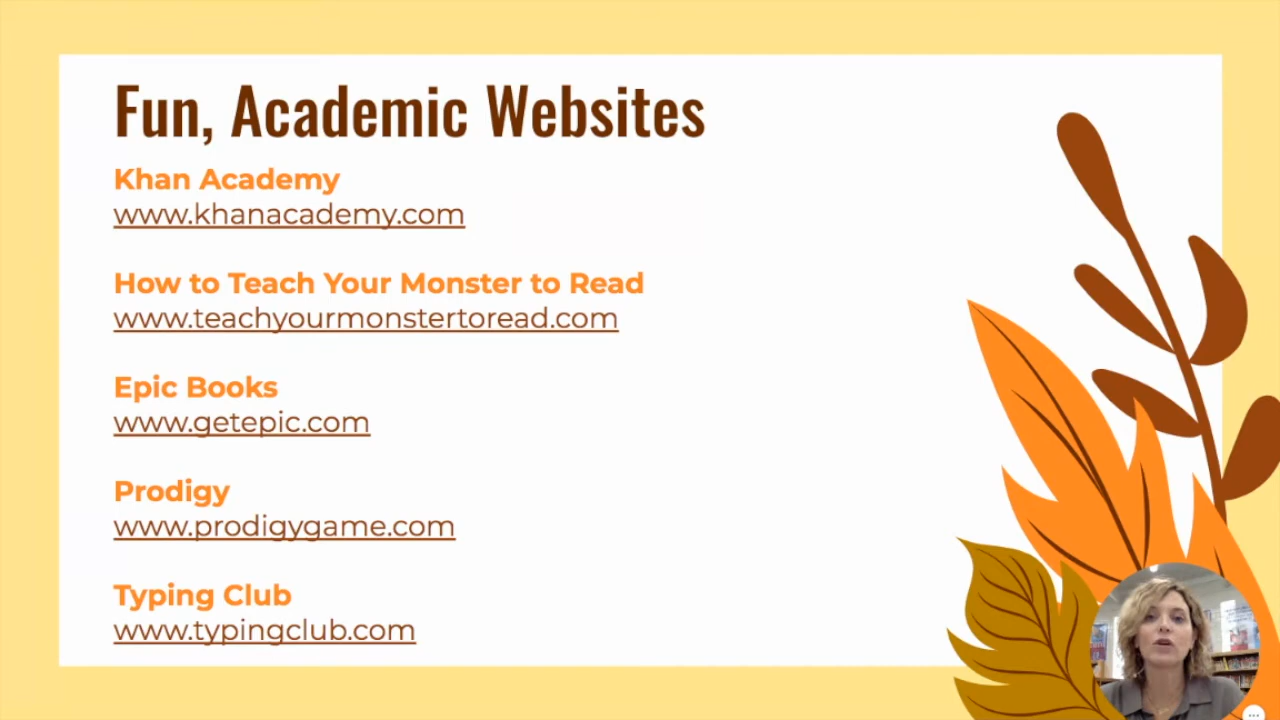 Fun, Academic Websites
Khan Academy
www.khanacademy.com
How to Teach Your Monster to Read
www.teachyourmonstertoread.com
Epic Books
www.getepic.com
Prodigy
www.prodigygame.com
Typing Club
www.typingclub.com